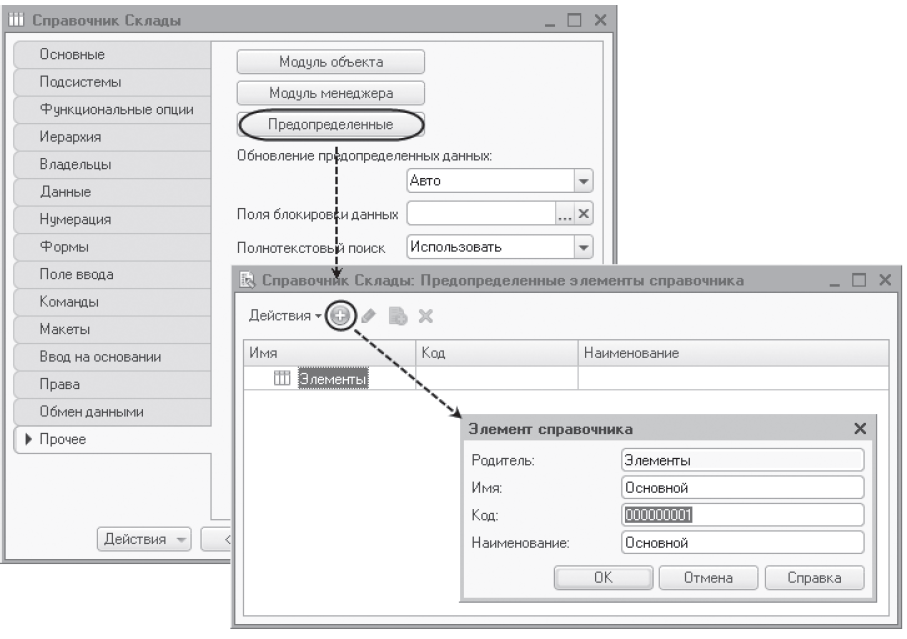 Справочник Склады
Основные
Подсистемы
Функциональные опции
Иерархия
Владельцы
Данные
Нумерация
Формы
Поле ввода
Команды
Макеты
Ввод на основании
Права
Обмен данными
Прочее
Модуль объекта
Модуль менеджера
Предопределенные
Обновление предопределенных данных:
Авто
Поля блокировки данных
...
Полнотекстовый поиск Использовать
Действия <
Справочник Склады: Предопределенные элементы справочника
Действия
Имя Код Наименование
Элементы
Элемент справочника
Родитель: Элементы
Имя: Основной
Код: 000000001
Наименование: Основной
OK Отмена Справка